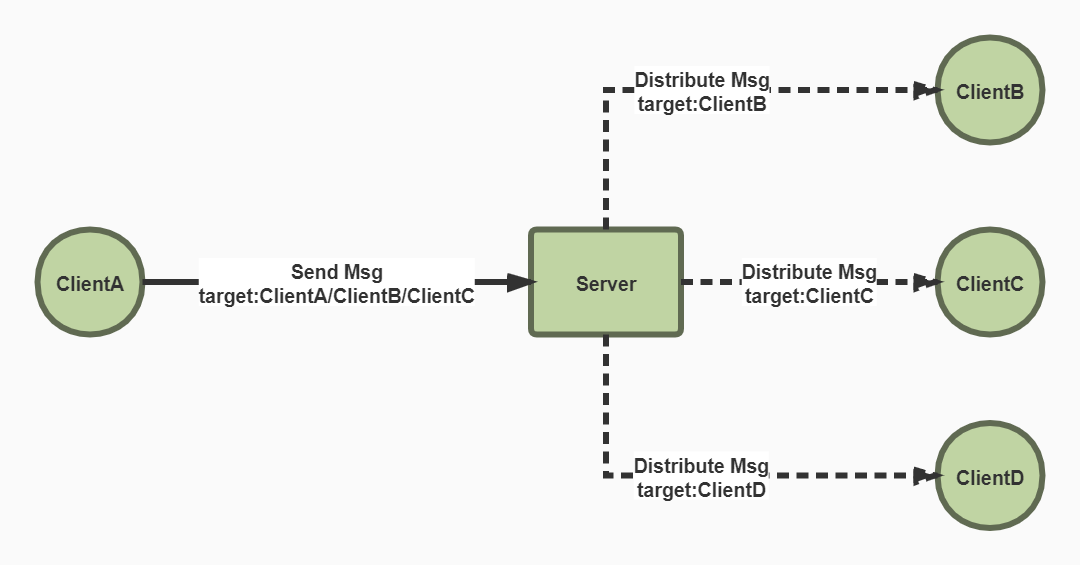 Distribute Msg
target:ClientB
ClientB
ClientA
Send Msg
target:ClientA/ClientB/ClientC
Server
Distribute Msg
target:ClientC
ClientC
Distribute Msg
target:ClientD
ClientD